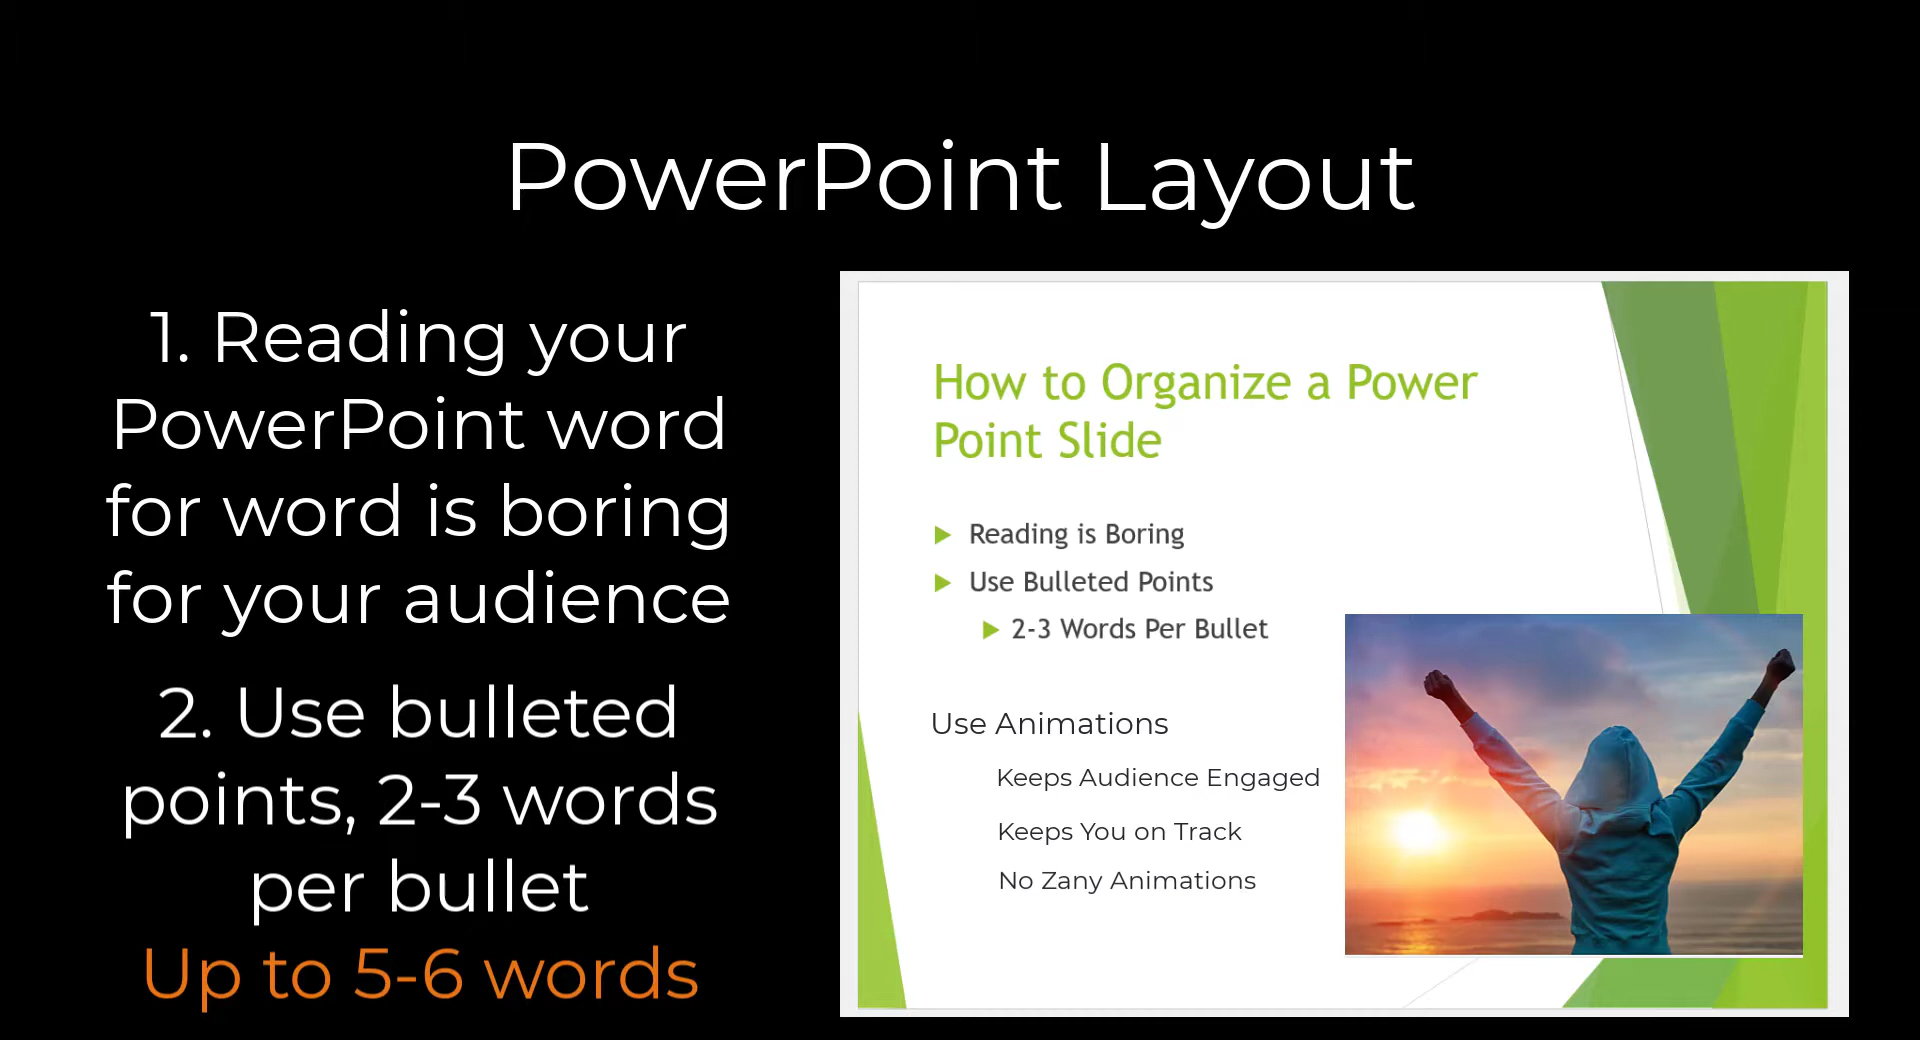 PowerPoint Layout
1. Reading your
PowerPoint word
for word is boring
for your audience
2. Use bulleted
points, 2-3 words
per bullet
Up to 5-6 words
How to Organize a Power
Point Slide
Reading is Boring
Use Bulleted Points
2-3 Words Per Bullet
Use Animations
Keeps Audience Engaged
Keeps You on Track
No Zany Animations